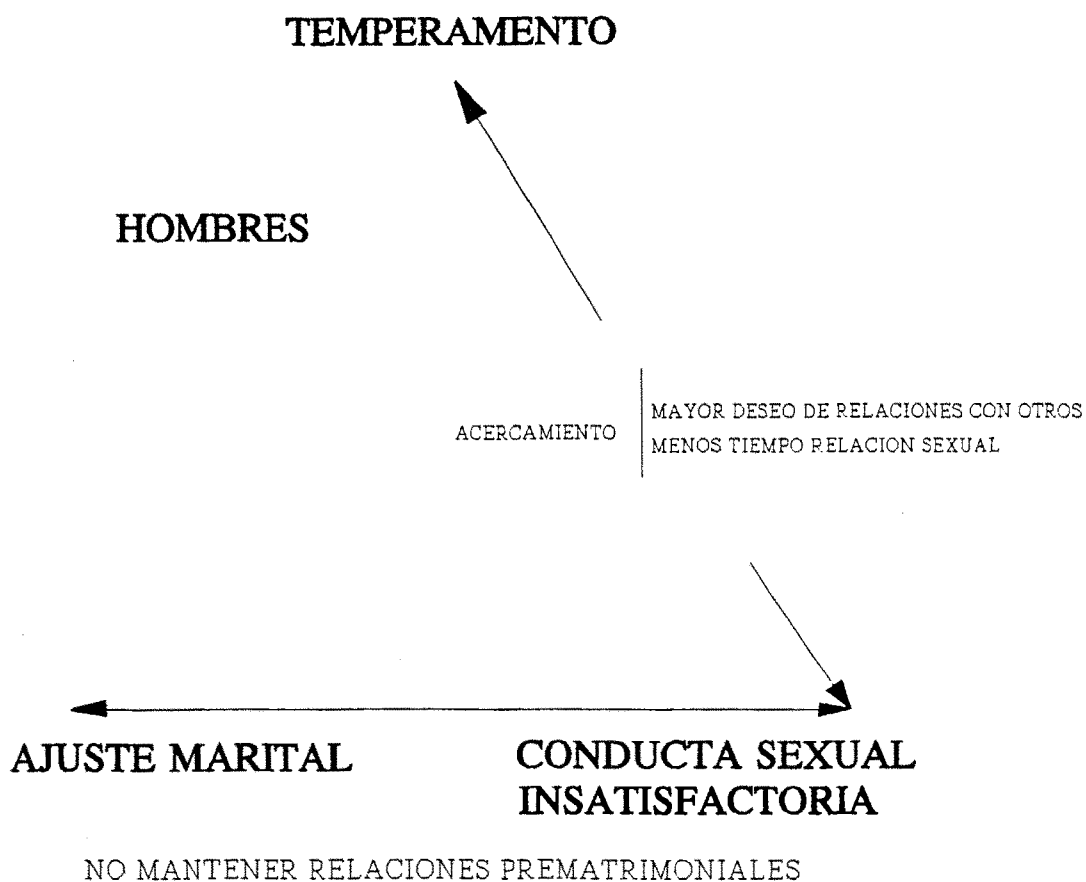 TEMPERAMENTO
HOMBRES
ACERCAMIENTO
MAYOR DESEO DE RELACIONES CON OTROS
MENOS TIEMPO RELACION SEXUAL
AJUSTE MARITAL
CONDUCTA SEXUAL
INSATISFACTORIA
NO MANTENER RELACIONES PREMATRIMONIALES